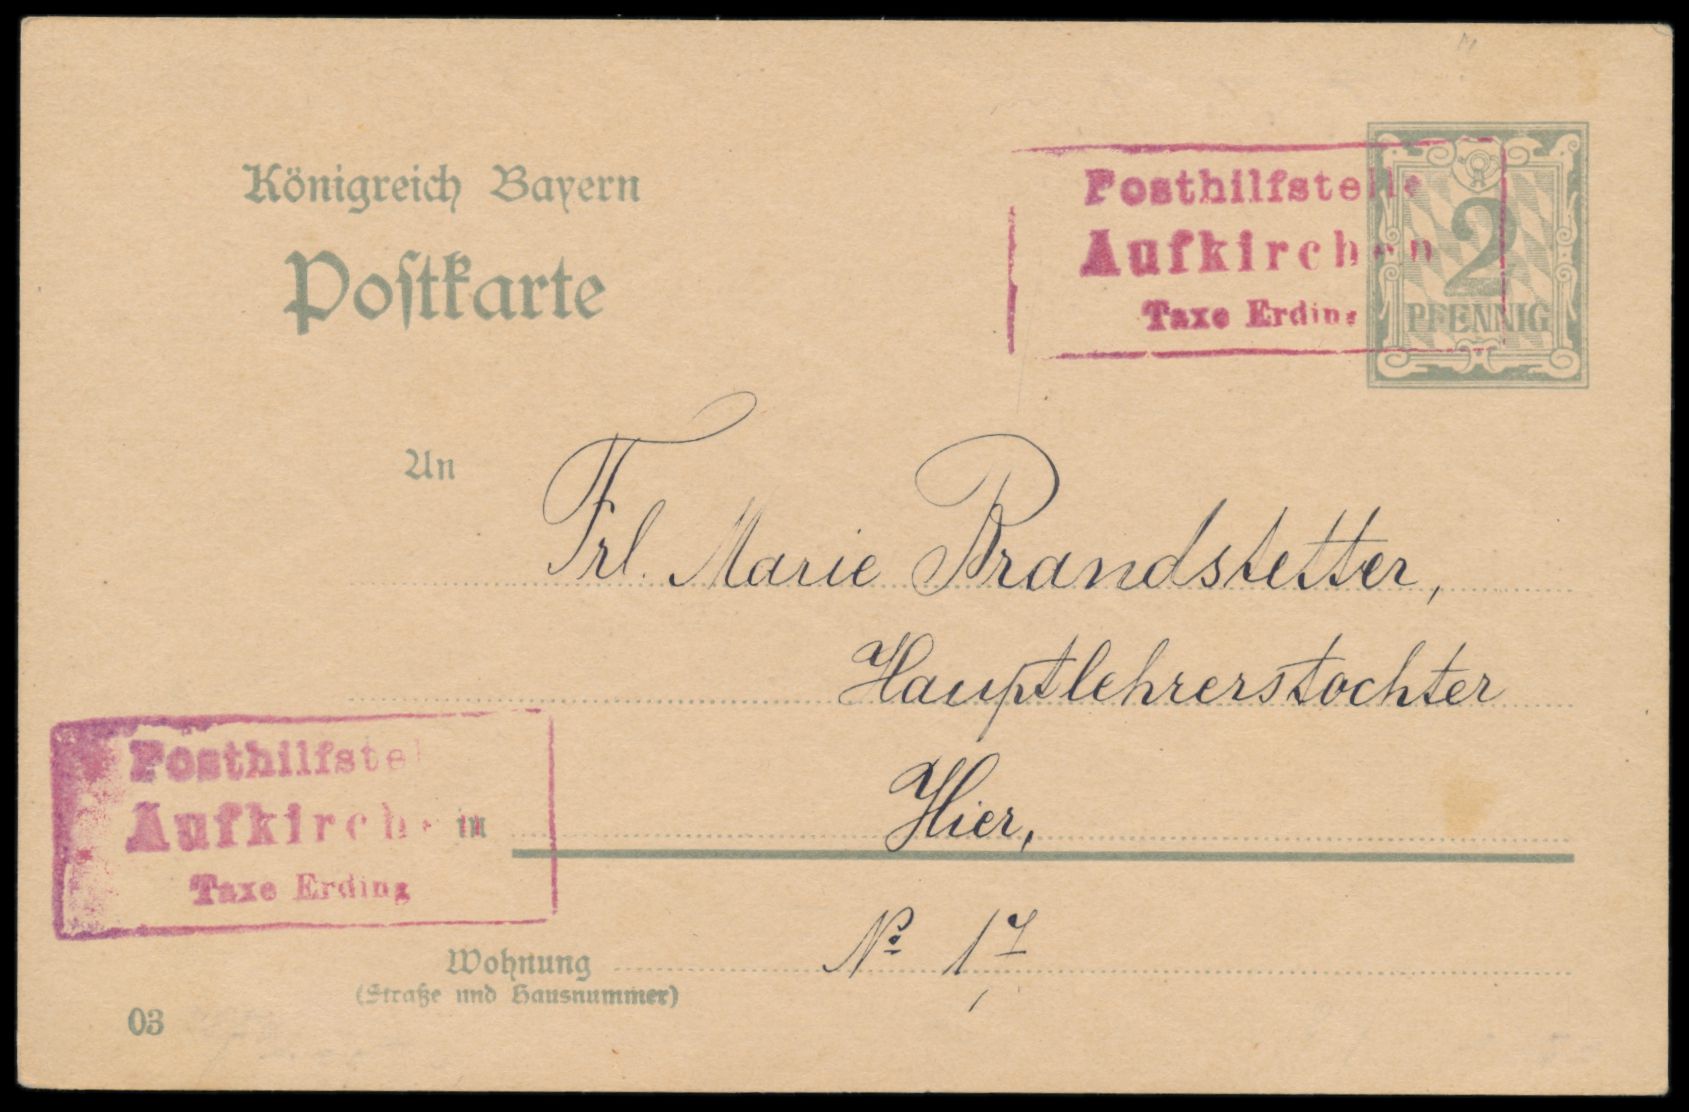 Königreich Bayern
Postkarte
Posthilfstelle
Aufkirchen
Taxe Erding
2
PFENNIG
An
Frl. Marie Brandstetter,
Hauptlehrerstochter
Posthilfstel
Aufkirchen
Taxe Erding
in
Hier,
Wohnung
(Straße und Hausnummer)
No 17
03